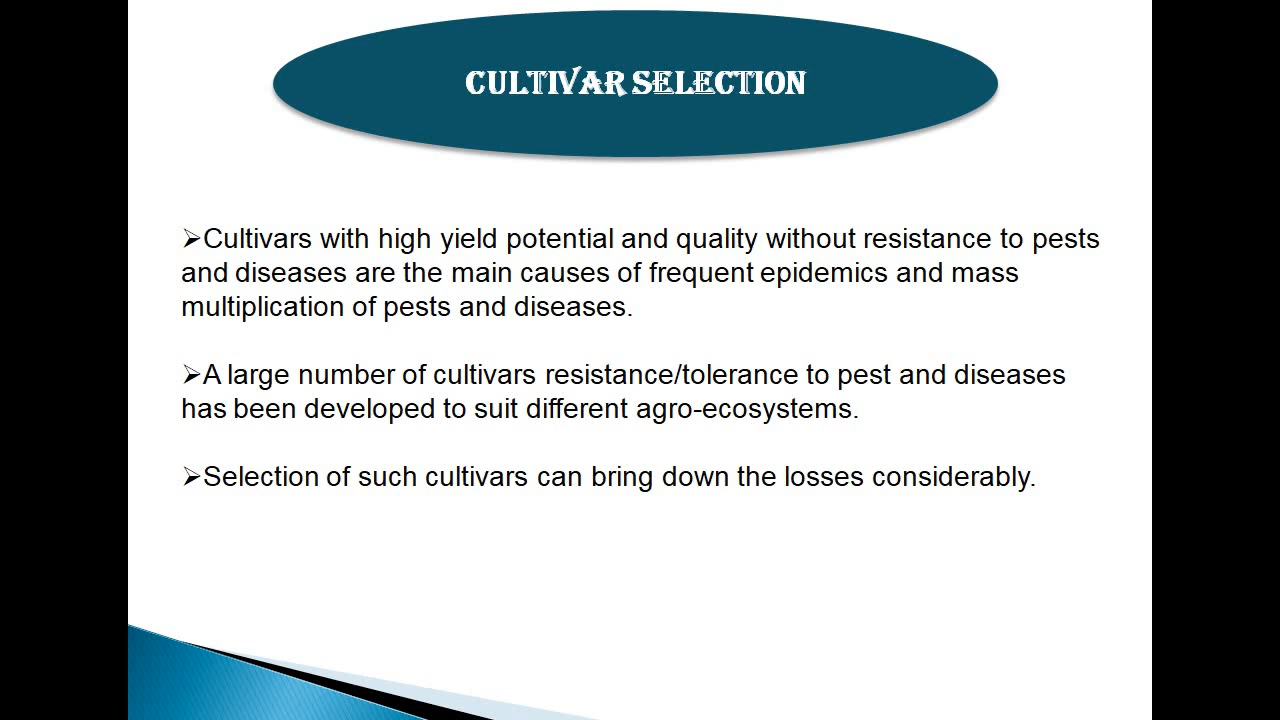 CULTIVAR SELECTION
➢Cultivars with high yield potential and quality without resistance to pests
and diseases are the main causes of frequent epidemics and mass
multiplication of pests and diseases.
➢A large number of cultivars resistance/tolerance to pest and diseases
has been developed to suit different agro-ecosystems.
➢Selection of such cultivars can bring down the losses considerably.